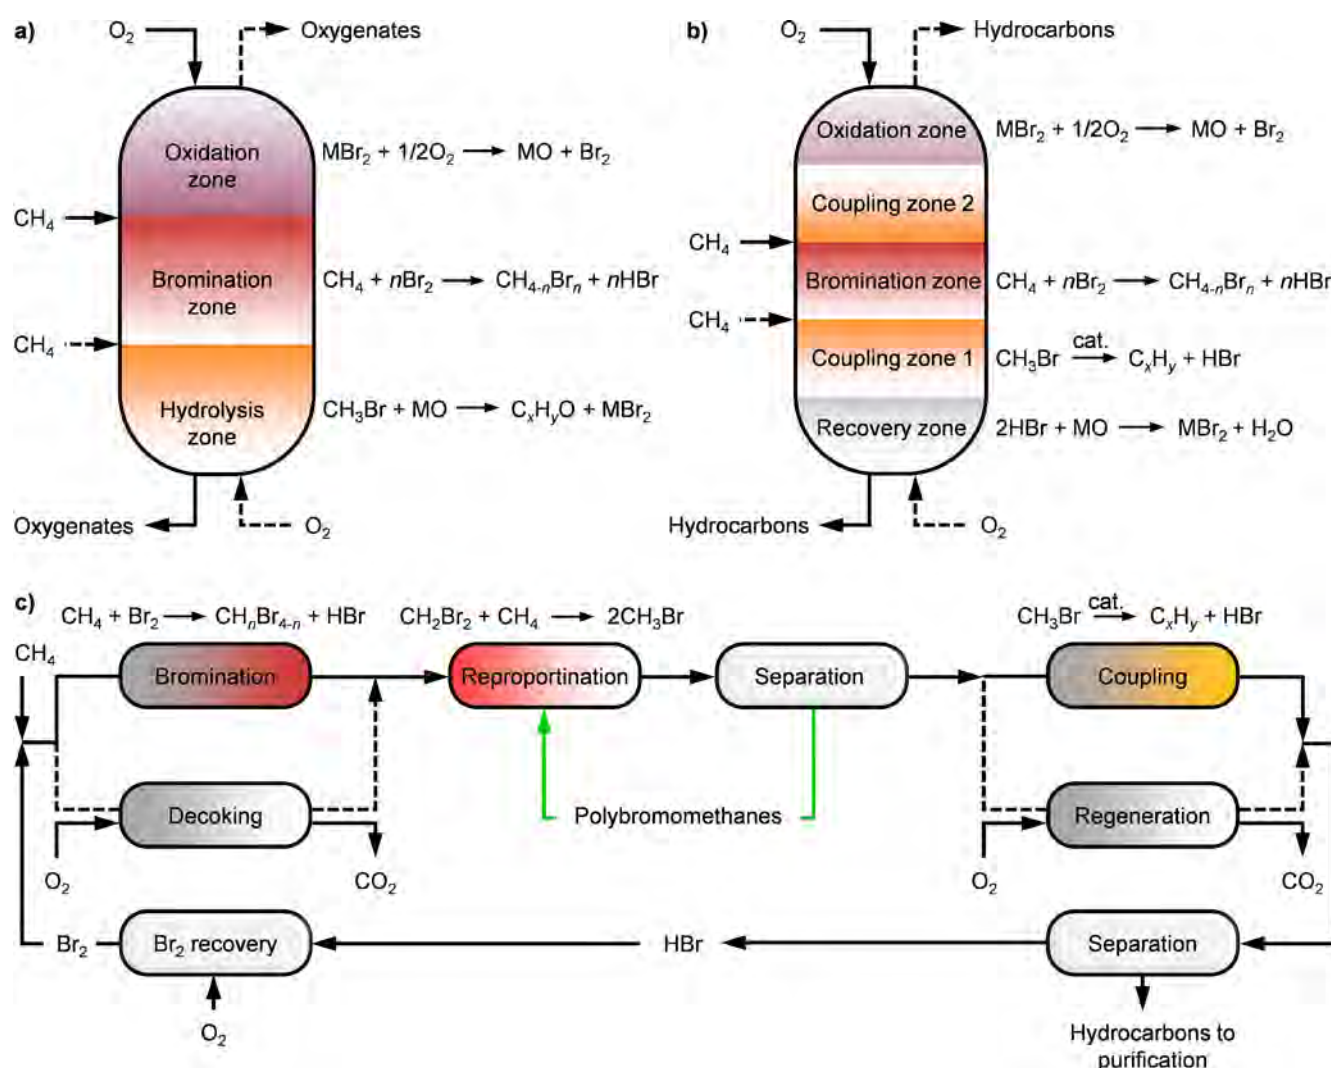 a)
O₂
Oxygenates
Oxidation
zone
MBr₂ + 1/2O₂ → MO + Br₂
CH₄
Bromination
zone
CH₄ + nBr₂ → CH₄₋ₙBrₙ + nHBr
CH₄
Hydrolysis
zone
CH₃Br + MO → CₓHᵧO + MBr₂
Oxygenates
O₂
b)
O₂
Hydrocarbons
Oxidation zone
MBr₂ + 1/2O₂ → MO + Br₂
Coupling zone 2
CH₄
Bromination zone
CH₄ + nBr₂ → CH₄₋ₙBrₙ + nHBr
CH₄
Coupling zone 1
cat.
CH₃Br → CₓHᵧ + HBr
Recovery zone
2HBr + MO → MBr₂ + H₂O
Hydrocarbons
O₂
c)
CH₄ + Br₂ → CHₙBr₄₋ₙ + HBr
CH₂Br₂ + CH₄ → 2CH₃Br
cat.
CH₃Br → CₓHᵧ + HBr
CH₄
Bromination
Reproportination
Separation
Coupling
Decoking
Polybromomethanes
Regeneration
O₂
CO₂
O₂
CO₂
Br₂
Br₂ recovery
HBr
Separation
O₂
Hydrocarbons to
purification